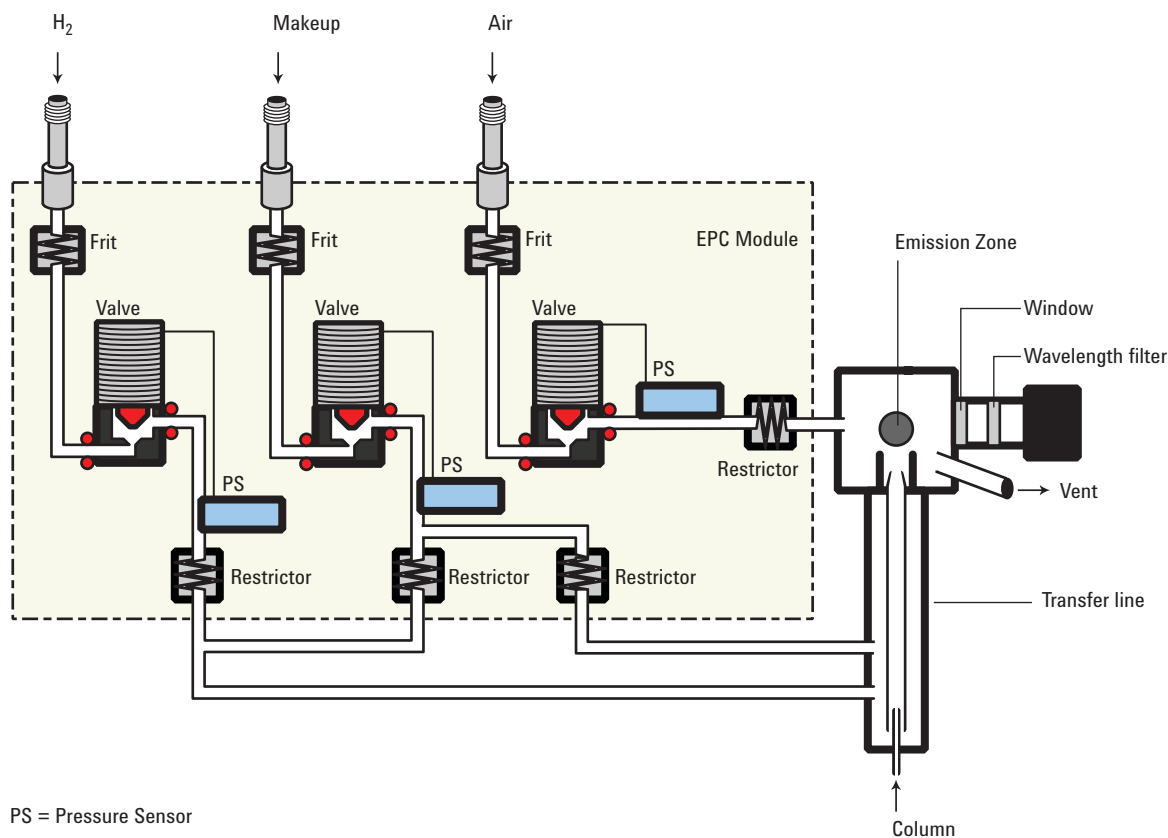 H2
Makeup
Air
Frit
Frit
Frit
EPC Module
Emission Zone
Window
Wavelength filter
Valve
Valve
Valve
PS
PS
PS
Restrictor
Vent
Restrictor
Restrictor
Restrictor
Transfer line
PS = Pressure Sensor
Column